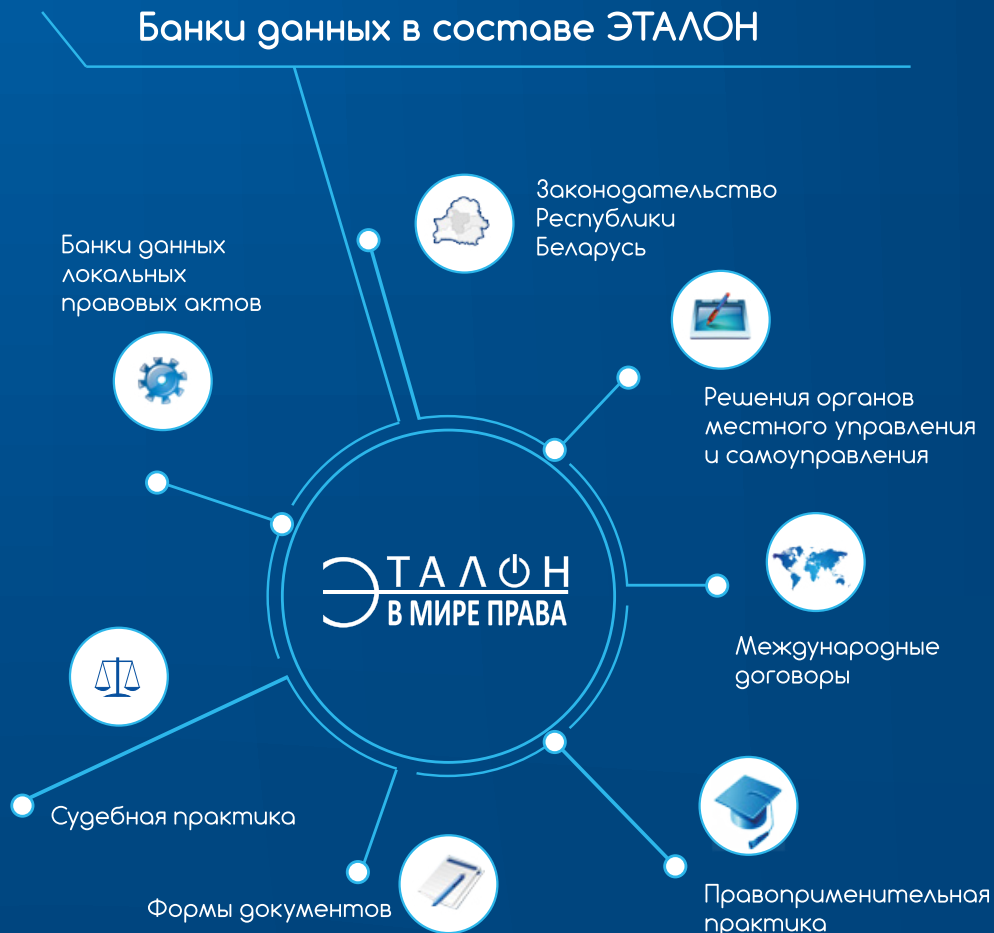 Банки данных в составе ЭТАЛОН
Законодательство
Республики
Беларусь
Банки данных
локальных
правовых актов
Решения органов
местного управления
и самоуправления
ЭТАЛОН
В МИРЕ ПРАВА
Международные
договоры
Судебная практика
Формы документов
Правоприменительная
практика